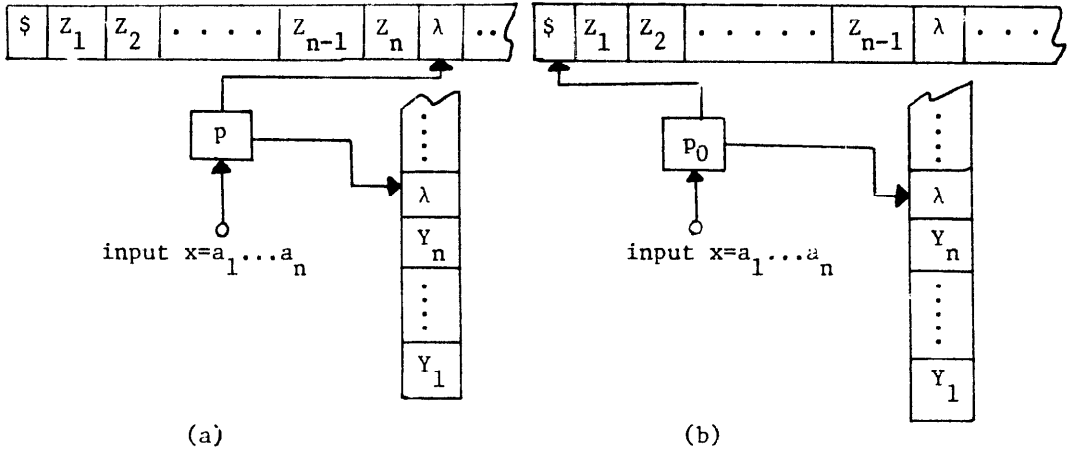 $ Z₁ Z₂ . . . . Zₙ₋₁ Zₙ λ ..
$ Z₁ Z₂ . . . . . Zₙ₋₁ λ . . .
p
λ
Yₙ
Y₁
input x=a₁...aₙ
(a)
p₀
λ
Yₙ
Y₁
input x=a₁...aₙ
(b)